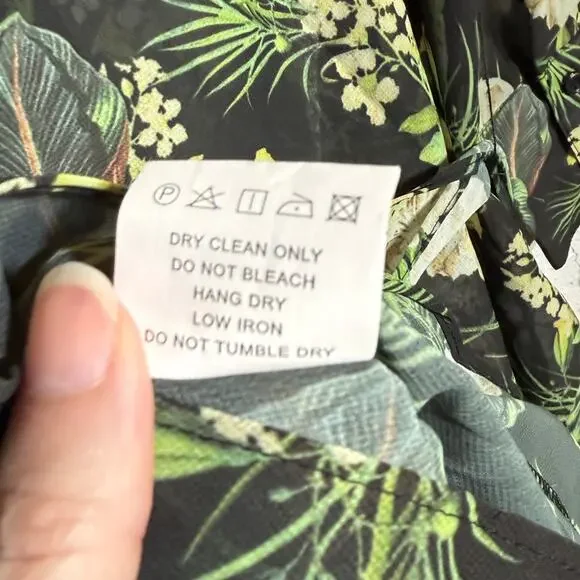 P
DRY CLEAN ONLY
DO NOT BLEACH
HANG DRY
LOW IRON
DO NOT TUMBLE DRY